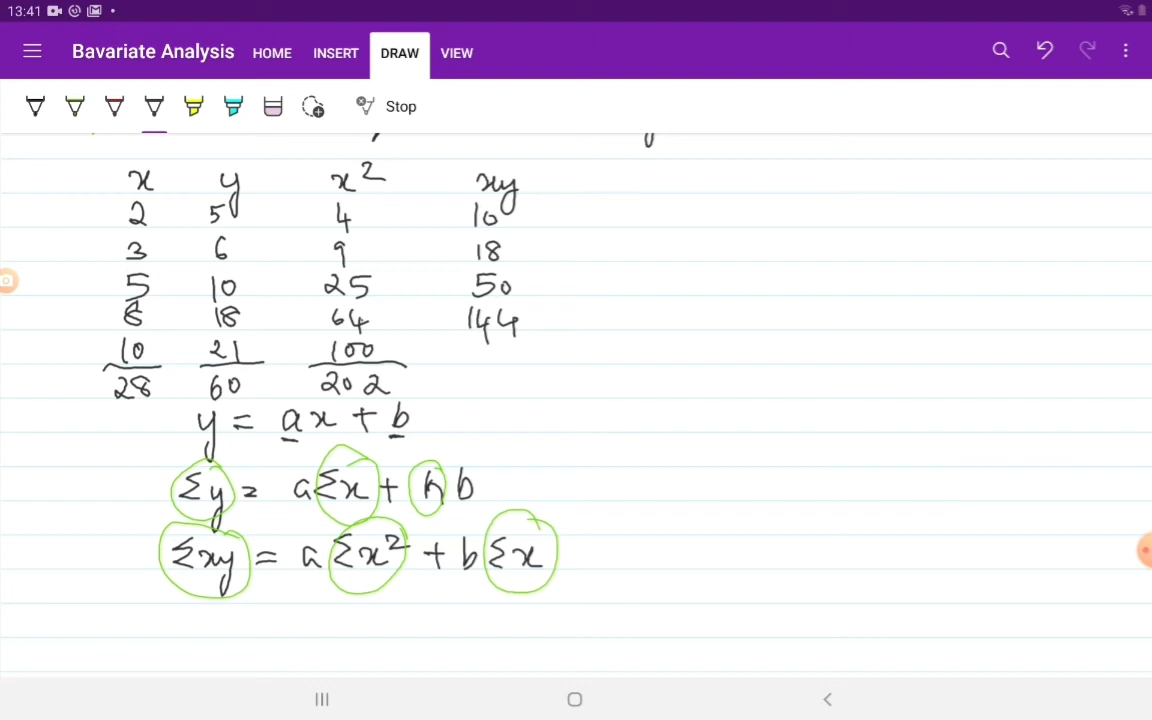 13:41
Bavariate Analysis HOME INSERT DRAW VIEW
Stop
x y x² xy
2 5 4 10
3 6 9 18
5 10 25 50
8 18 64 144
10 21 100
28 60 202
y = ax + b
Σy = aΣx + nb
Σxy = aΣx² + bΣx